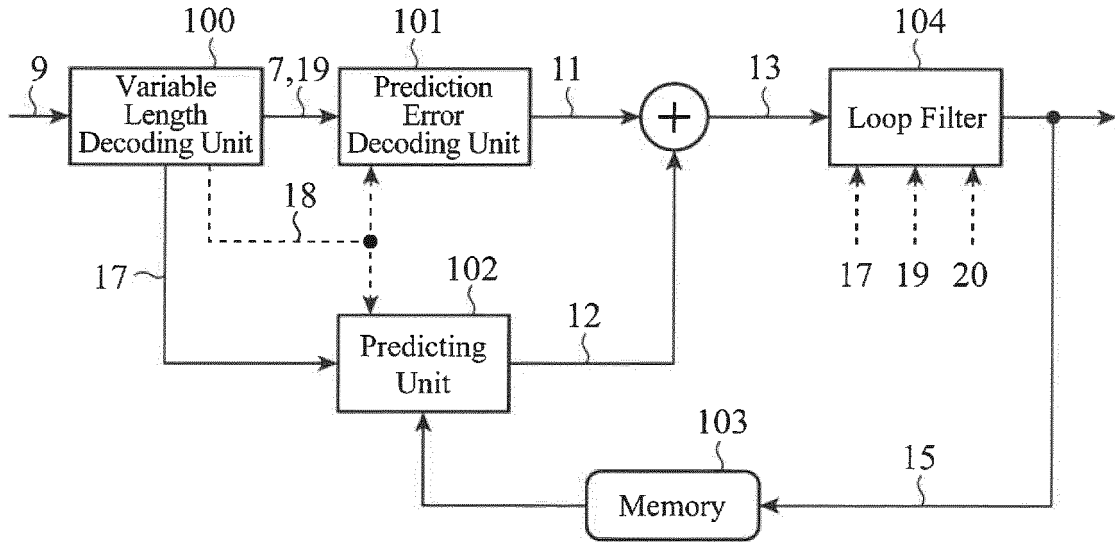 100
101
104
9
7,19
11
13
Variable
Length
Decoding Unit
Prediction
Error
Decoding Unit
+
Loop Filter
18
17
102
17
19
20
12
Predicting
Unit
103
15
Memory